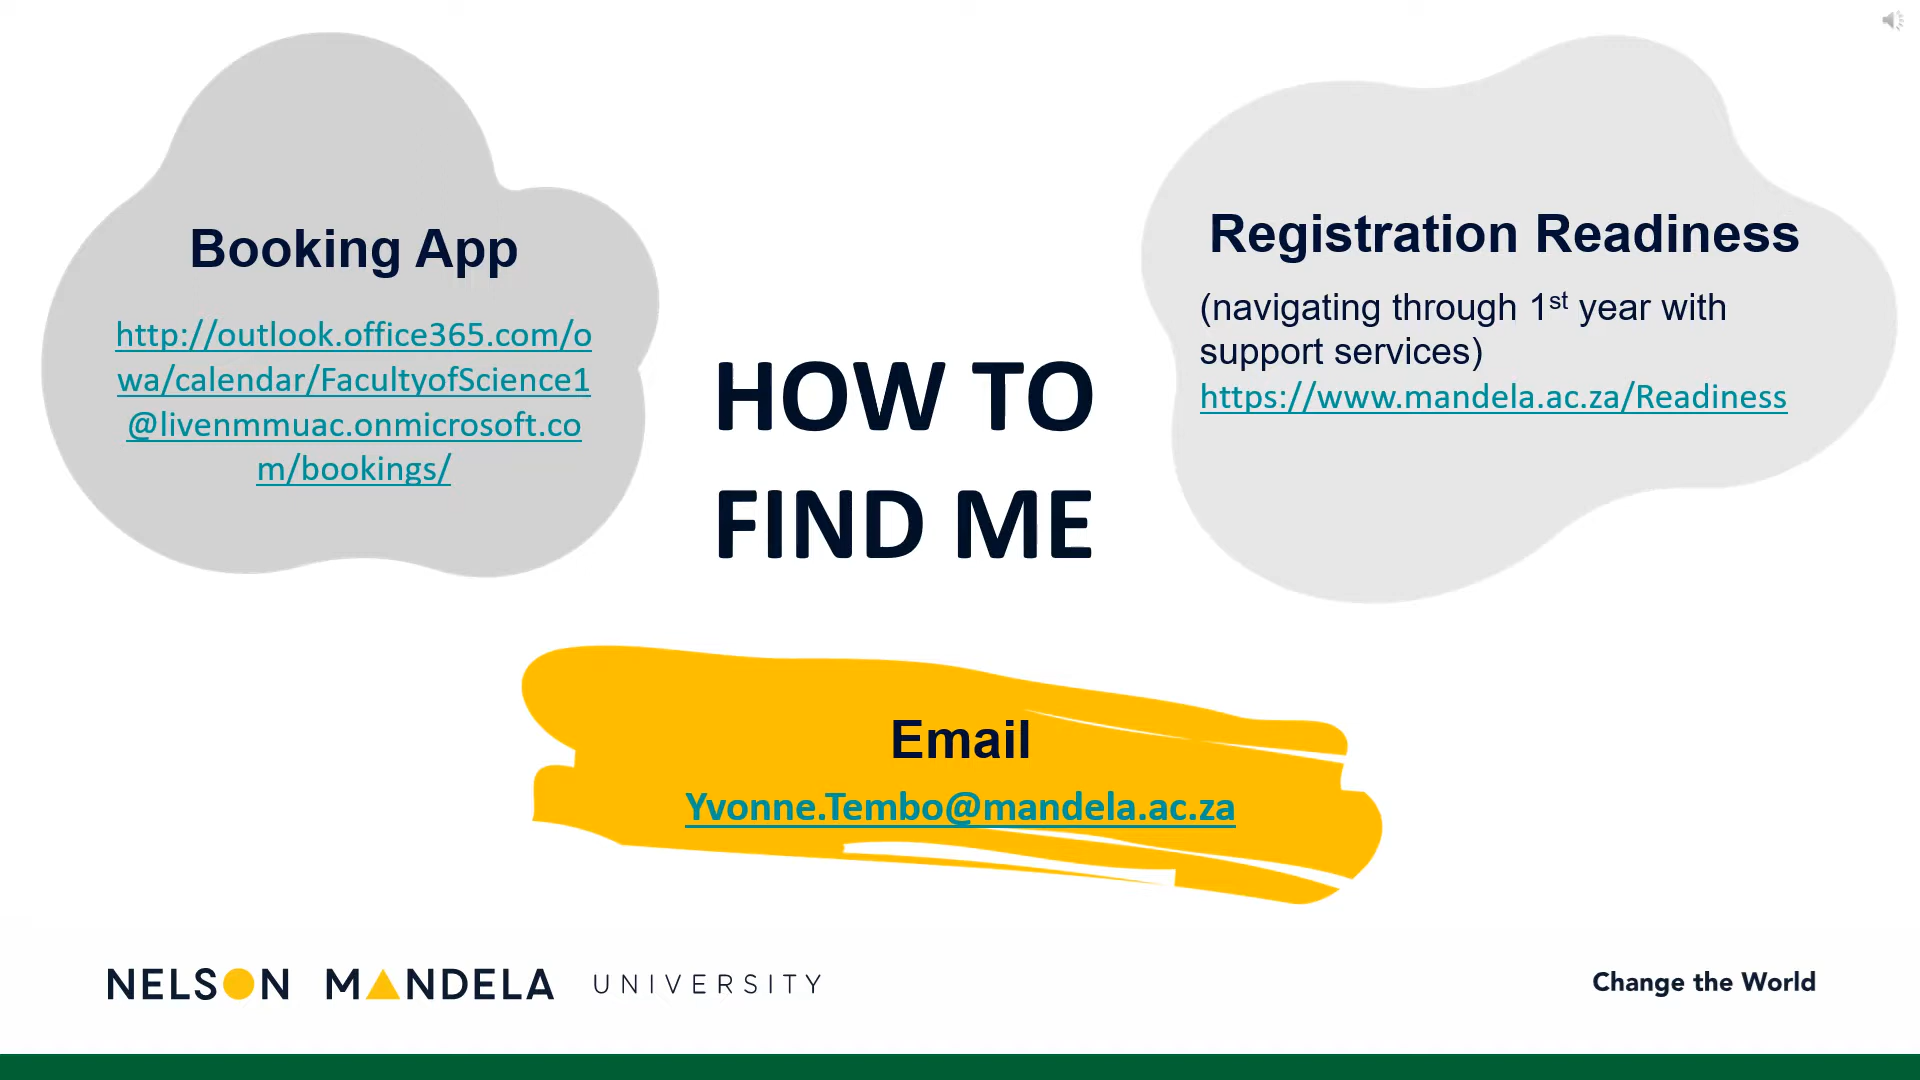 Booking App
http://outlook.office365.com/o
wa/calendar/FacultyofScience1
@livenmmuac.onmicrosoft.co
m/bookings/
HOW TO
FIND ME
Registration Readiness
(navigating through 1st year with
support services)
https://www.mandela.ac.za/Readiness
Email
Yvonne.Tembo@mandela.ac.za
NELSON MANDELA UNIVERSITY
Change the World